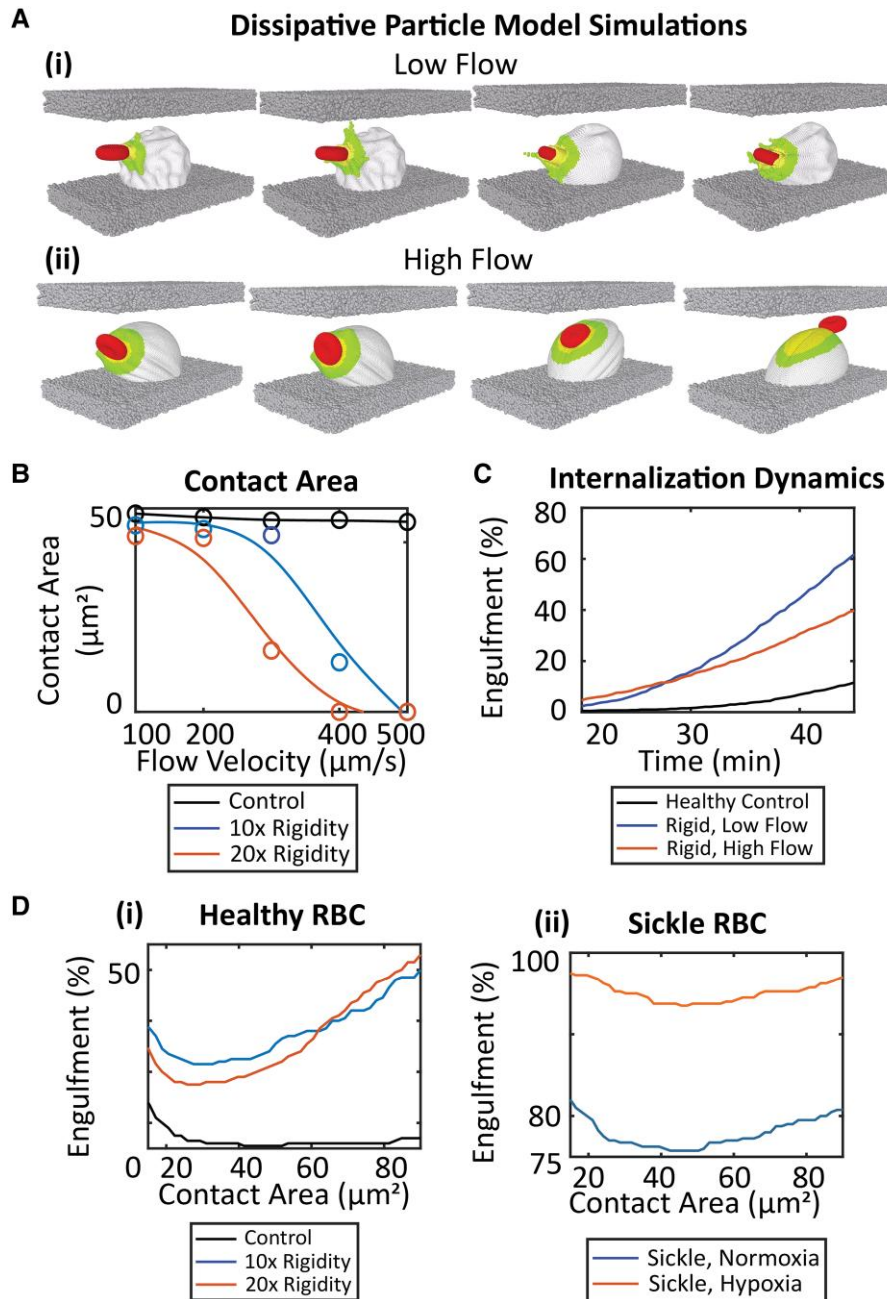 A
Dissipative Particle Model Simulations
(i)
Low Flow
(ii)
High Flow
B
Contact Area
Contact Area
(μm²)
50
0
100 200 400 500
Flow Velocity (μm/s)
Control
10x Rigidity
20x Rigidity
C
Internalization Dynamics
Engulfment (%)
80
60
40
20
0
20 30 40
Time (min)
Healthy Control
Rigid, Low Flow
Rigid, High Flow
D
(i)
Healthy RBC
Engulfment (%)
50
0 20 40 60 80
Contact Area (μm²)
Control
10x Rigidity
20x Rigidity
(ii)
Sickle RBC
Engulfment (%)
100
80
75
20 40 60 80
Contact Area (μm²)
Sickle, Normoxia
Sickle, Hypoxia